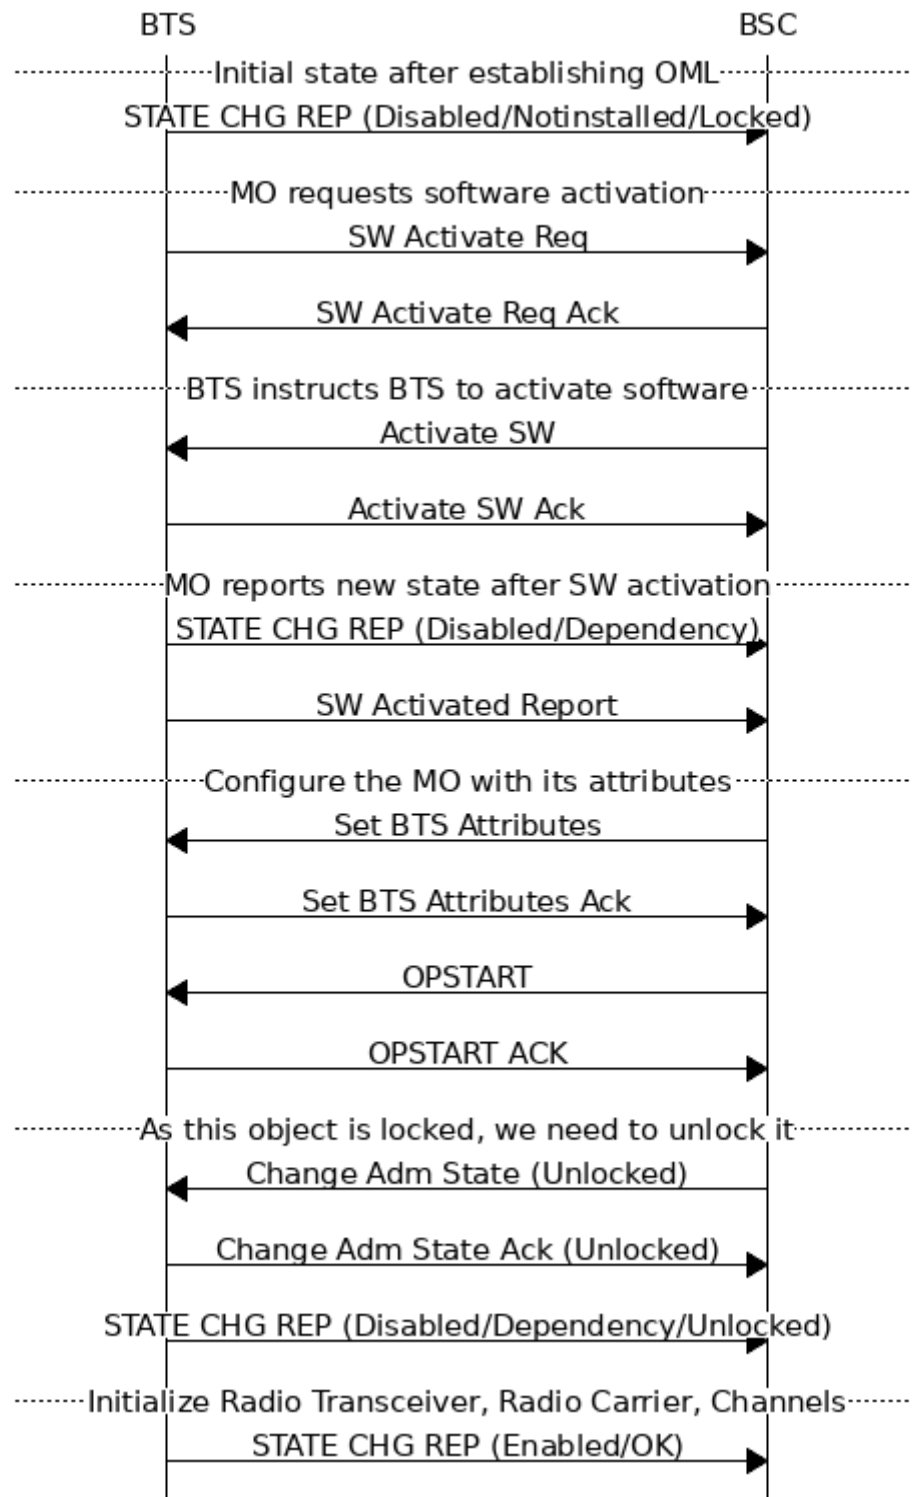 BTS BSC
Initial state after establishing OML
STATE CHG REP (Disabled/Notinstalled/Locked)
MO requests software activation
SW Activate Req
SW Activate Req Ack
BTS instructs BTS to activate software
Activate SW
Activate SW Ack
MO reports new state after SW activation
STATE CHG REP (Disabled/Dependency)
SW Activated Report
Configure the MO with its attributes
Set BTS Attributes
Set BTS Attributes Ack
OPSTART
OPSTART ACK
As this object is locked, we need to unlock it
Change Adm State (Unlocked)
Change Adm State Ack (Unlocked)
STATE CHG REP (Disabled/Dependency/Unlocked)
Initialize Radio Transceiver, Radio Carrier, Channels
STATE CHG REP (Enabled/OK)